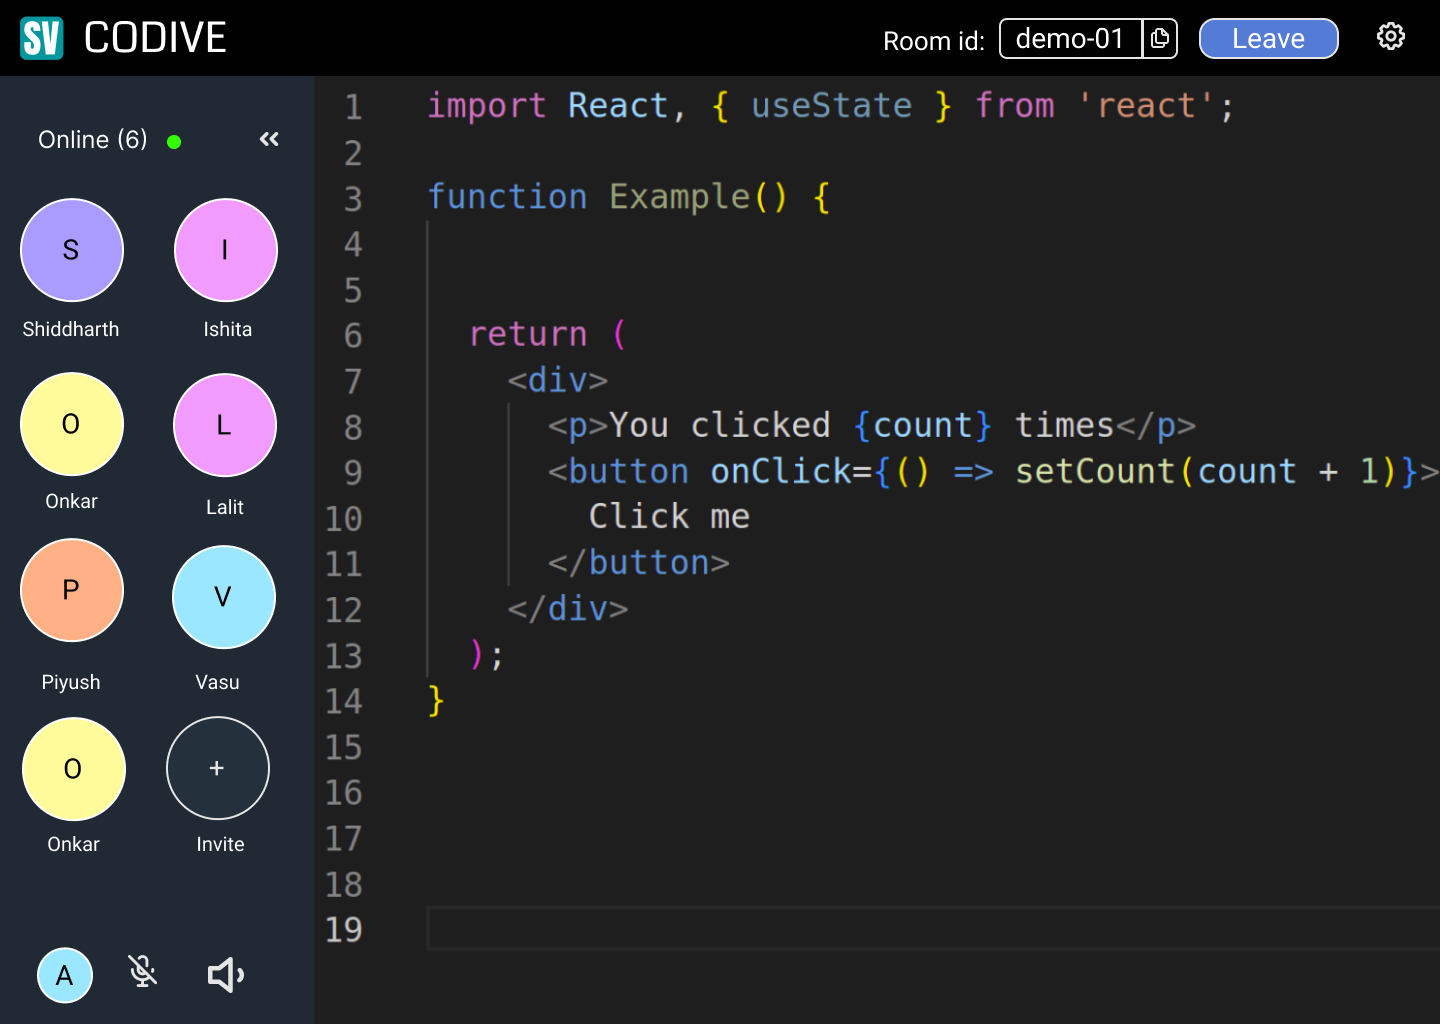 SV CODIVE
Room id: demo-01 Leave
Online (6)
S I
Shiddharth Ishita
O L
Onkar Lalit
P V
Piyush Vasu
O +
Onkar Invite
A
1 import React, { useState } from 'react';
2
3 function Example() {
4
5
6   return (
7     <div>
8       <p>You clicked {count} times</p>
9       <button onClick={() => setCount(count + 1)}>
10         Click me
11       </button>
12     </div>
13   );
14 }
15
16
17
18
19